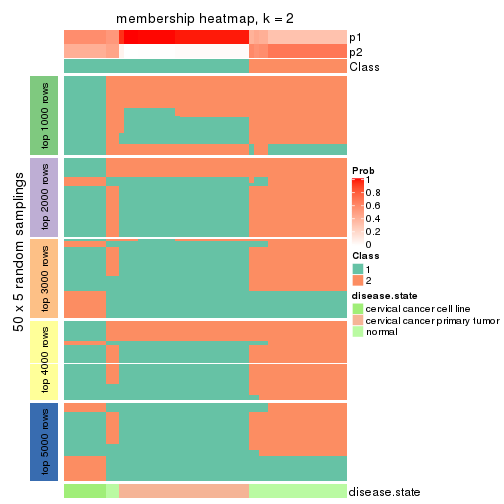 membership heatmap, k = 2
p1
p2
Class
50 x 5 random samplings
top 1000 rows
top 2000 rows
top 3000 rows
top 4000 rows
top 5000 rows
Prob
1
0.8
0.6
0.4
0.2
0
Class
1
2
disease.state
cervical cancer cell line
cervical cancer primary tumor
normal
disease.state